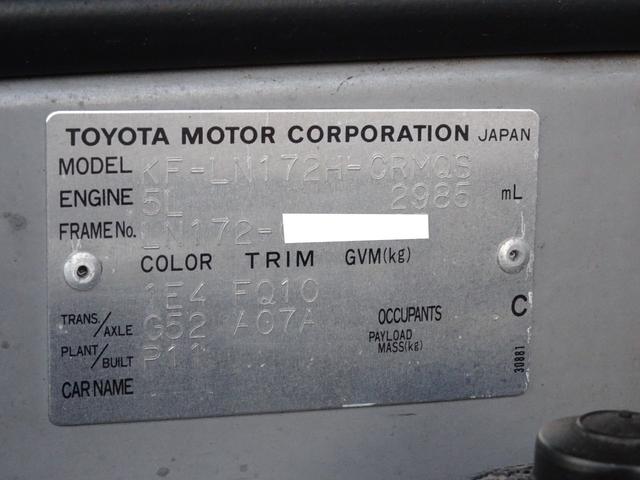 TOYOTA MOTOR CORPORATION JAPAN
MODEL KF-LN172H-CRMQS
ENGINE 5L 2985 mL
FRAME No. LN172-
COLOR TRIM GVM(kg)
1E4 FQ10
TRANS./AXLE G52 A07A OCCUPANTS C
PLANT/BUILT P11 PAYLOAD MASS(kg)
CAR NAME
30881